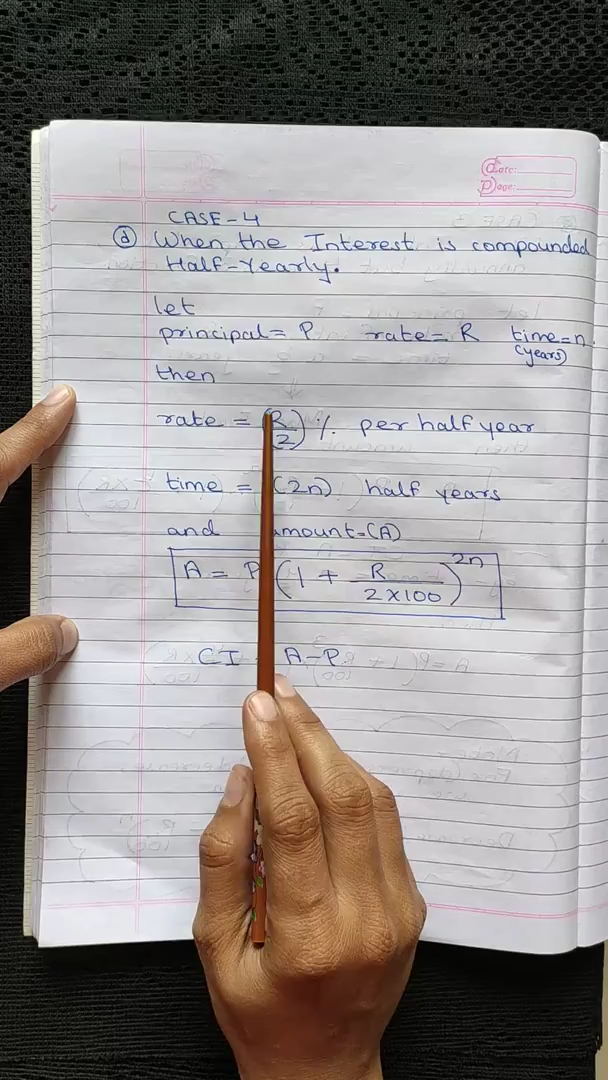 Date:
Page:
CASE-4
(d) When the Interest is compounded
Half-Yearly.
let
principal= P rate= R time=n
(years)
then
rate = (R/2) % per half year
time = (2n) half years
and amount=(A)
A = P (1 + R/(2×100))^2n
CI A-P